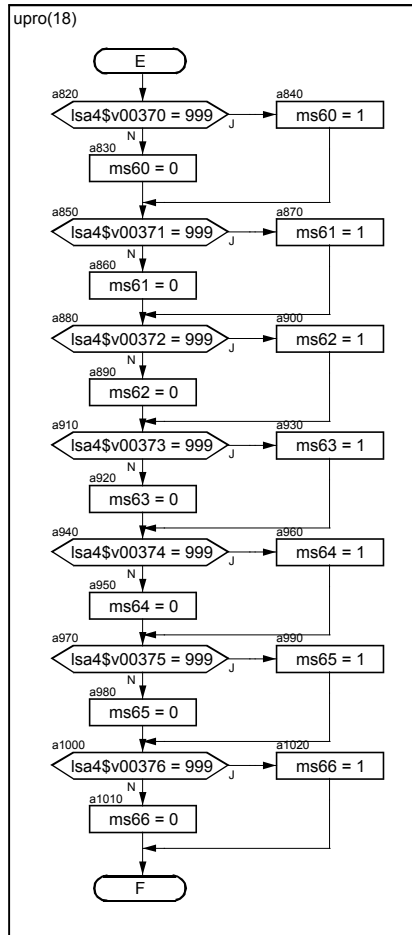 upro(18)
E
a820
lsa4$v00370 = 999
J
N
a840
ms60 = 1
a830
ms60 = 0
a850
lsa4$v00371 = 999
J
N
a870
ms61 = 1
a860
ms61 = 0
a880
lsa4$v00372 = 999
J
N
a900
ms62 = 1
a890
ms62 = 0
a910
lsa4$v00373 = 999
J
N
a930
ms63 = 1
a920
ms63 = 0
a940
lsa4$v00374 = 999
J
N
a960
ms64 = 1
a950
ms64 = 0
a970
lsa4$v00375 = 999
J
N
a990
ms65 = 1
a980
ms65 = 0
a1000
lsa4$v00376 = 999
J
N
a1020
ms66 = 1
a1010
ms66 = 0
F